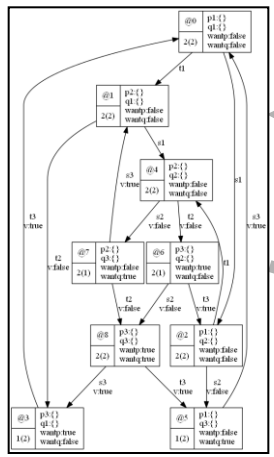 @0
2(2)
p1:{}
q1:{}
wantp:false
wantq:false
t1
@1
2(2)
p2:{}
q1:{}
wantp:false
wantq:false
s1
s1
@4
2(2)
p2:{}
q2:{}
wantp:false
wantq:false
s3
v:true
t3
v:true
t2
v:false
s2
v:false
t2
v:false
t1
s3
v:true
@7
2(1)
p2:{}
q3:{}
wantp:false
wantq:true
@6
2(1)
p3:{}
q2:{}
wantp:true
wantq:false
t2
v:false
s2
v:false
t3
v:true
@8
2(2)
p3:{}
q3:{}
wantp:true
wantq:true
@2
2(2)
p1:{}
q2:{}
wantp:false
wantq:false
s3
v:true
t3
v:true
s2
v:false
@3
1(2)
p3:{}
q1:{}
wantp:true
wantq:false
@5
1(2)
p1:{}
q3:{}
wantp:false
wantq:true